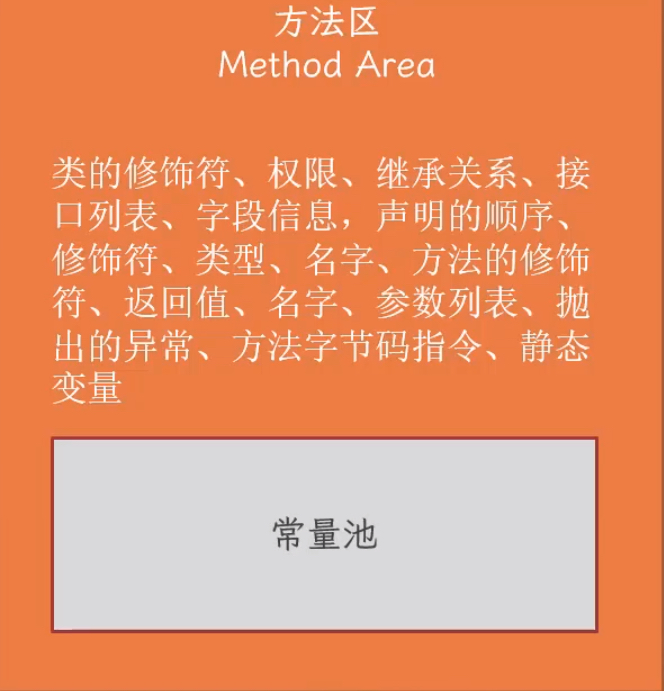 方法区
Method Area
类的修饰符、权限、继承关系、接
口列表、字段信息，声明的顺序、
修饰符、类型、名字、方法的修饰
符、返回值、名字、参数列表、抛
出的异常、方法字节码指令、静态
变量
常量池